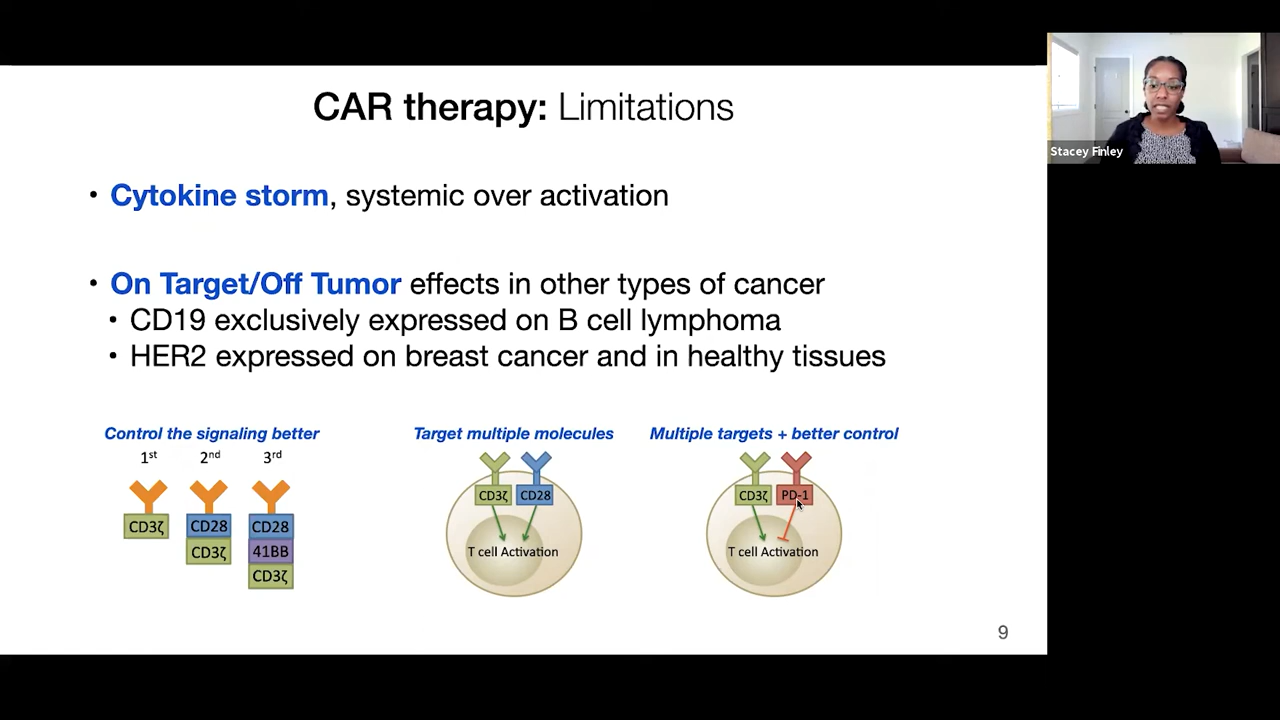 CAR therapy: Limitations
Stacey Finley
• Cytokine storm, systemic over activation
• On Target/Off Tumor effects in other types of cancer
• CD19 exclusively expressed on B cell lymphoma
• HER2 expressed on breast cancer and in healthy tissues
Control the signaling better
1st 2nd 3rd
CD3ζ
CD28
CD3ζ
CD28
41BB
CD3ζ
Target multiple molecules
CD3ζ CD28
T cell Activation
Multiple targets + better control
CD3ζ PD-1
T cell Activation
9